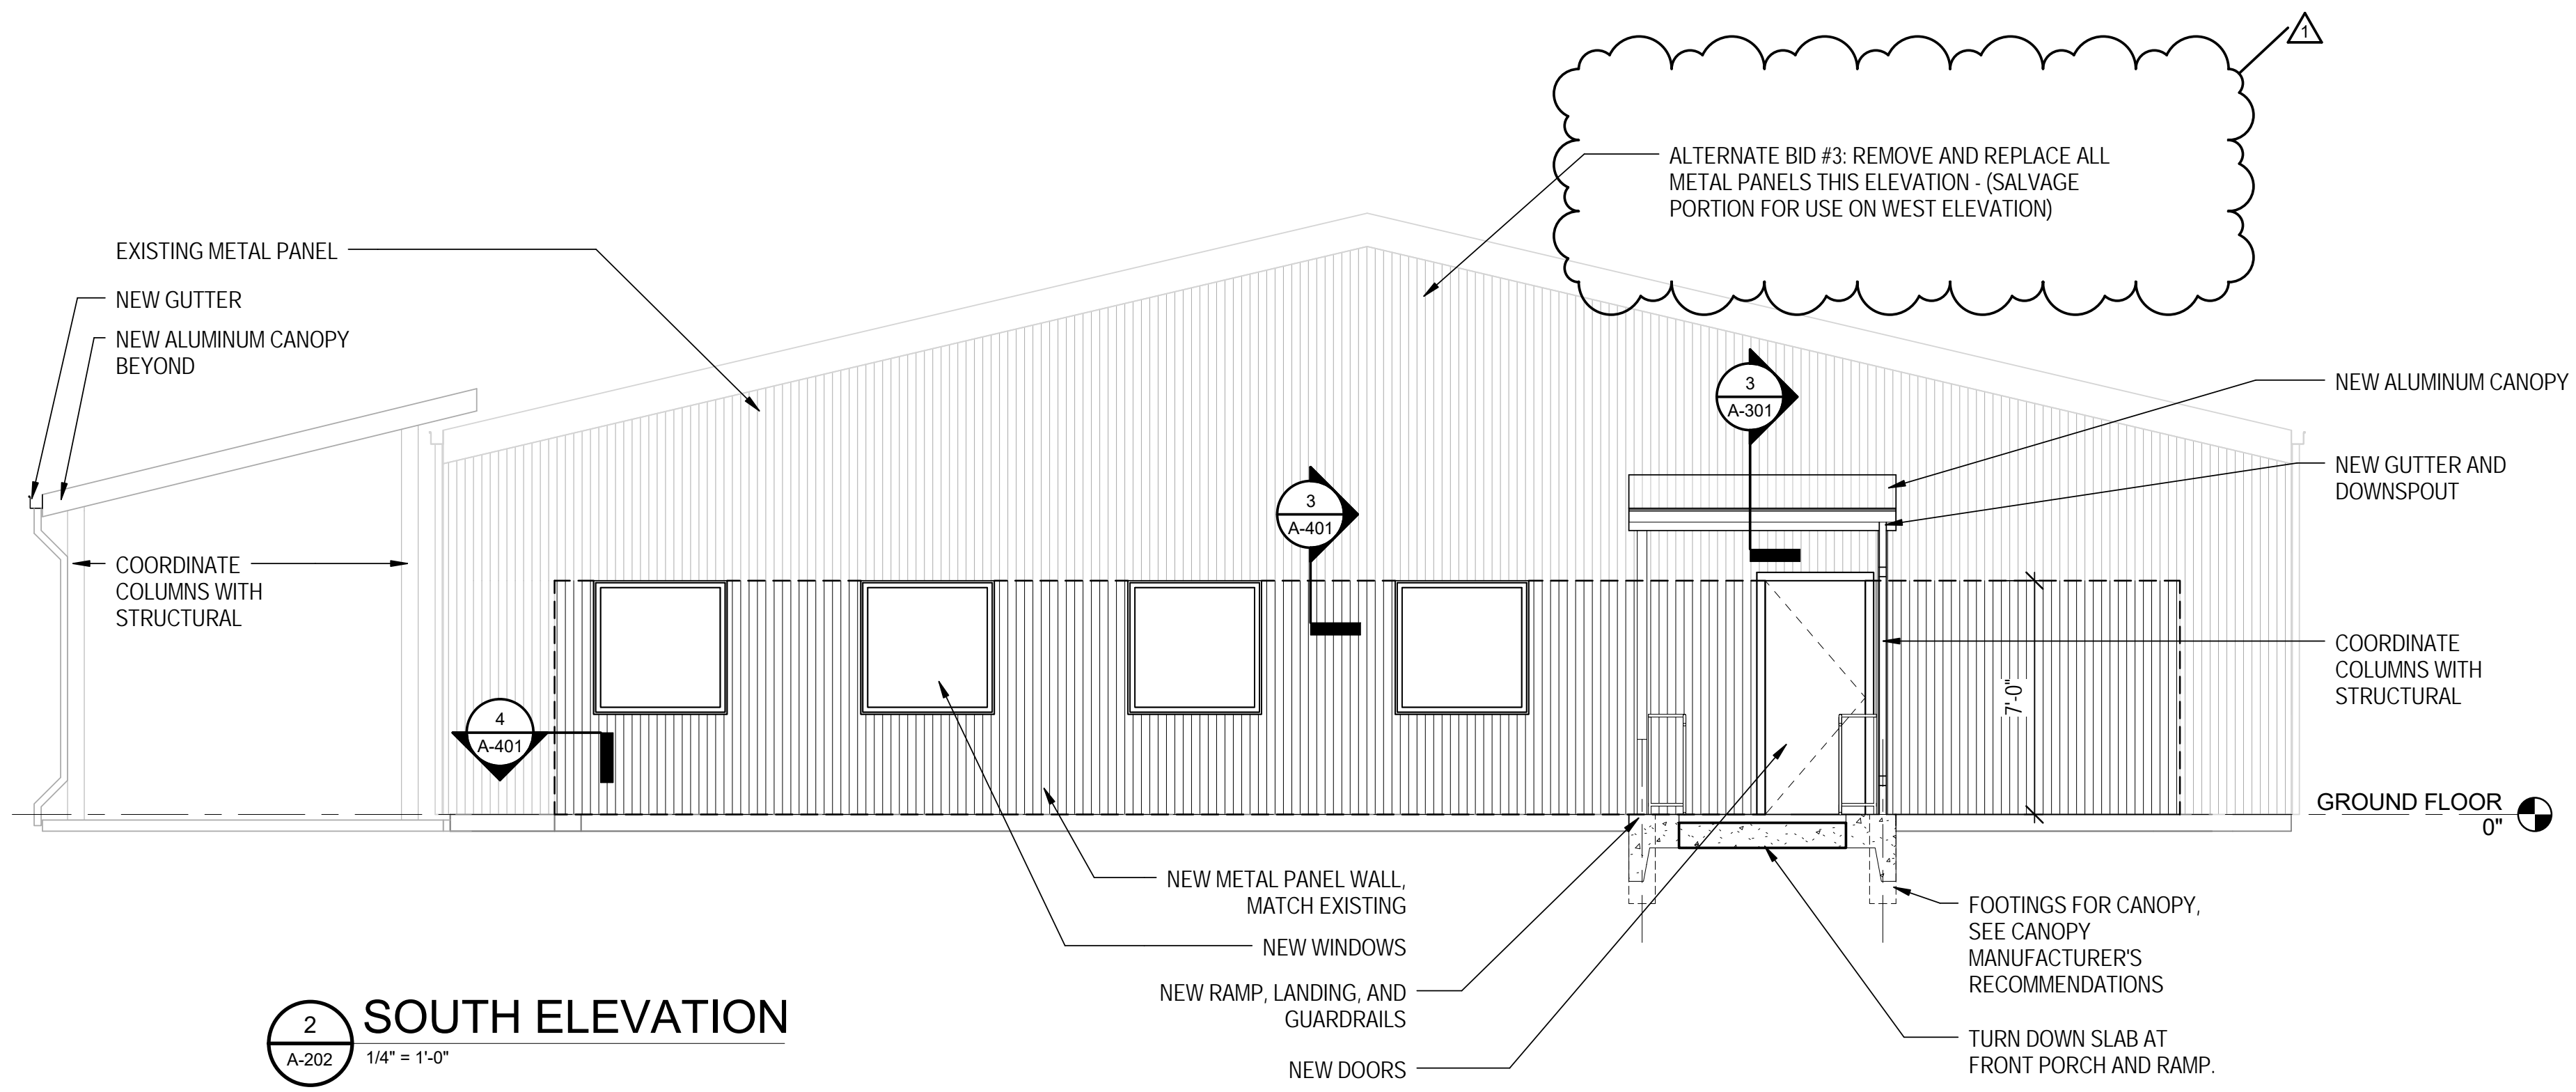 1
ALTERNATE BID #3: REMOVE AND REPLACE ALL
METAL PANELS THIS ELEVATION - (SALVAGE
PORTION FOR USE ON WEST ELEVATION)
EXISTING METAL PANEL
NEW GUTTER
NEW ALUMINUM CANOPY
BEYOND
3
A-301
NEW ALUMINUM CANOPY
NEW GUTTER AND
DOWNSPOUT
3
A-401
COORDINATE
COLUMNS WITH
STRUCTURAL
COORDINATE
COLUMNS WITH
STRUCTURAL
7'-0"
4
A-401
GROUND FLOOR
0"
NEW METAL PANEL WALL,
MATCH EXISTING
NEW WINDOWS
NEW RAMP, LANDING, AND
GUARDRAILS
NEW DOORS
FOOTINGS FOR CANOPY,
SEE CANOPY
MANUFACTURER'S
RECOMMENDATIONS
TURN DOWN SLAB AT
FRONT PORCH AND RAMP.
2
A-202
SOUTH ELEVATION
1/4" = 1'-0"